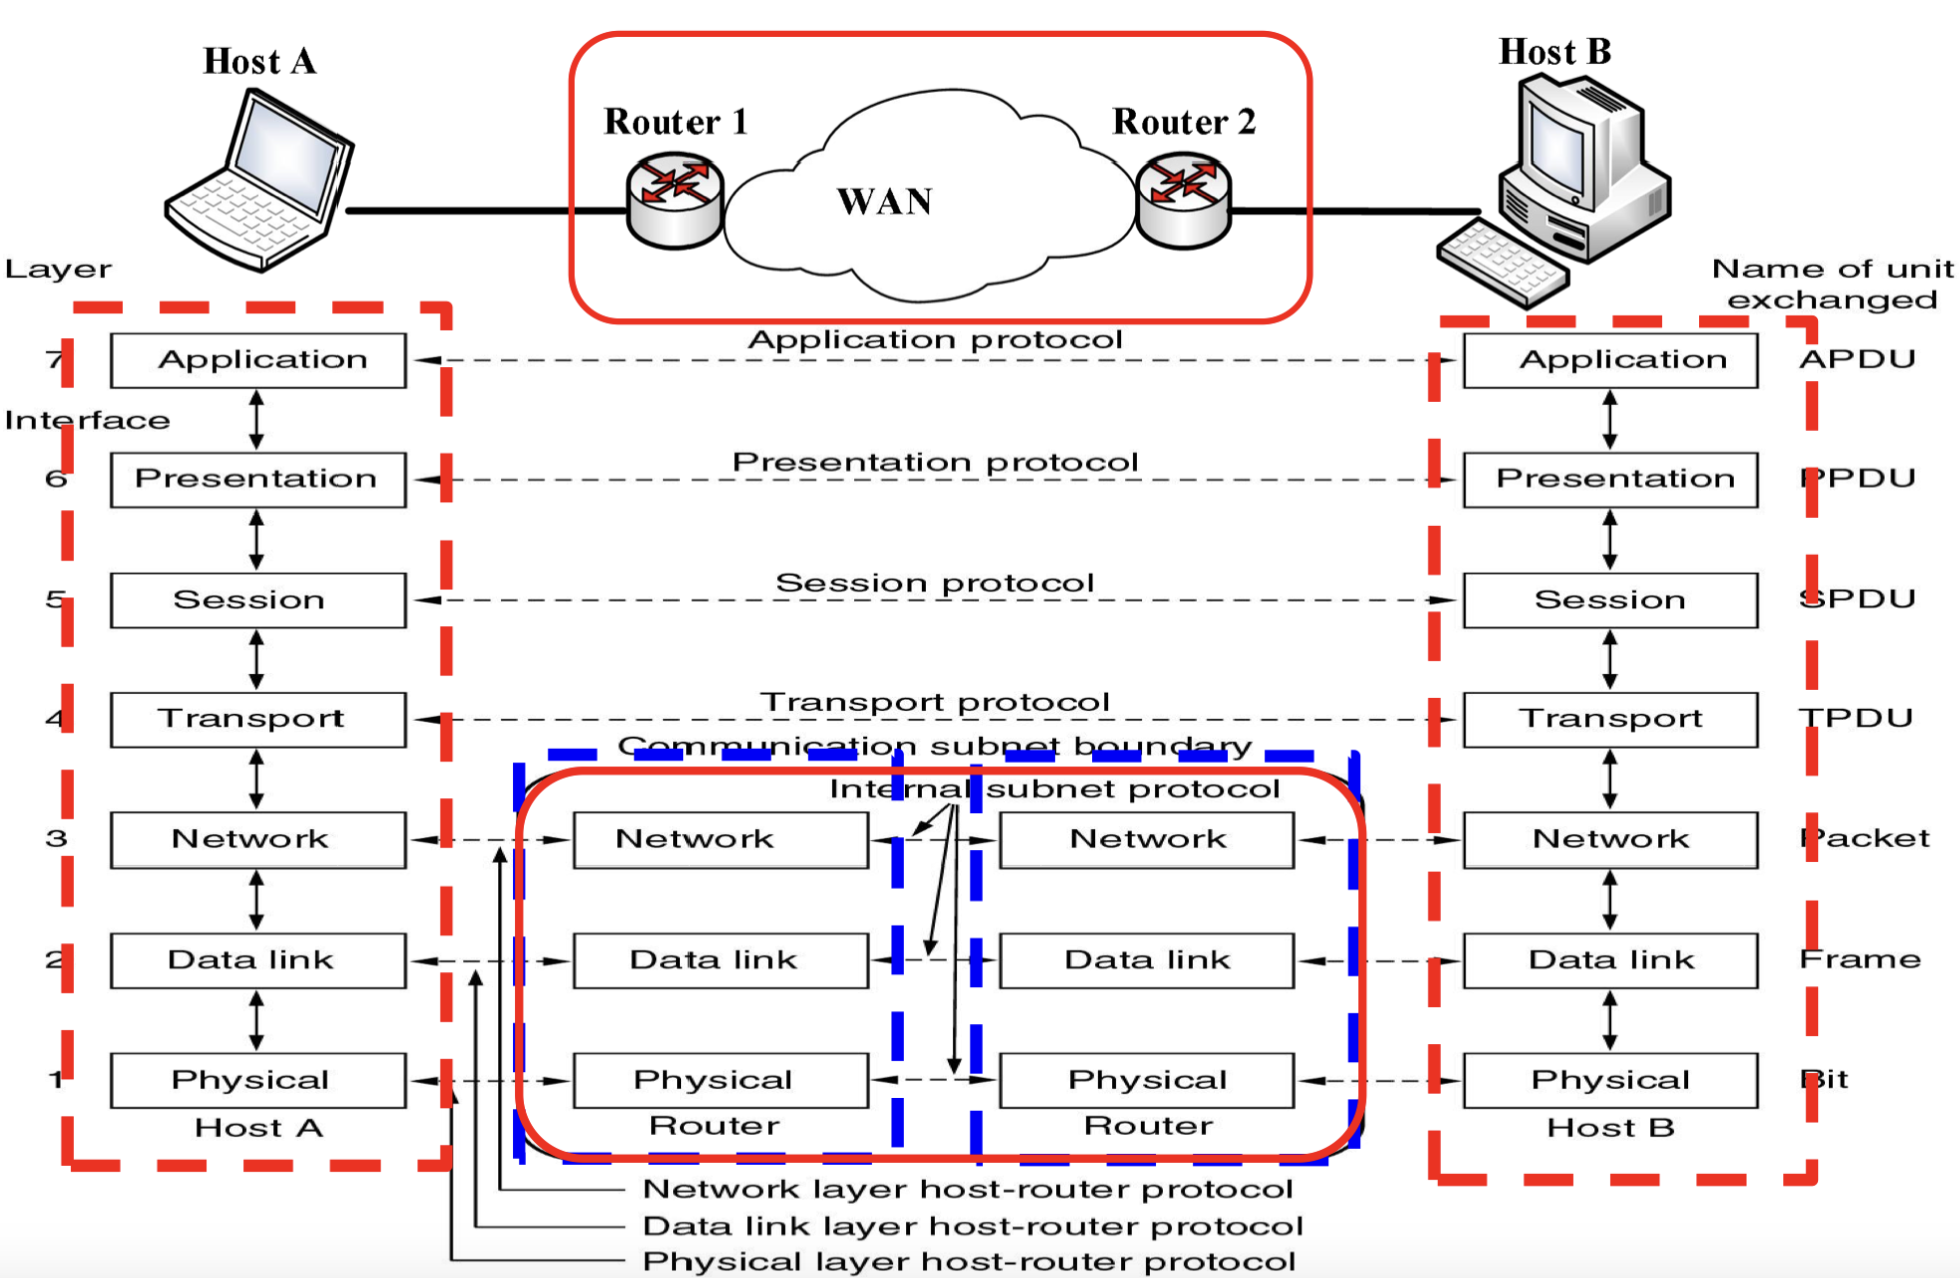 Host A
Host B
Router 1
Router 2
WAN
Layer
Name of unit
exchanged
Application protocol
7
Application
Application
APDU
Interface
Presentation protocol
6
Presentation
Presentation
PPDU
Session protocol
5
Session
Session
SPDU
Transport protocol
4
Transport
Transport
TPDU
Communication subnet boundary
Internal subnet protocol
3
Network
Network
Network
Network
Packet
2
Data link
Data link
Data link
Data link
Frame
1
Physical
Physical
Physical
Physical
Bit
Host A
Router
Router
Host B
Network layer host-router protocol
Data link layer host-router protocol
Physical layer host-router protocol